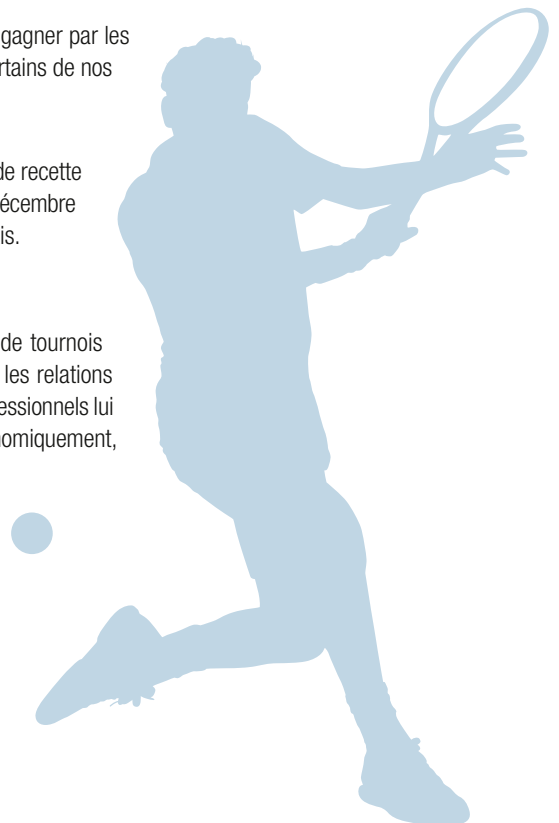 gagner par les
rtains de nos
de recette
écembre
is.
de tournois
les relations
essionnels lui
nomiquement,